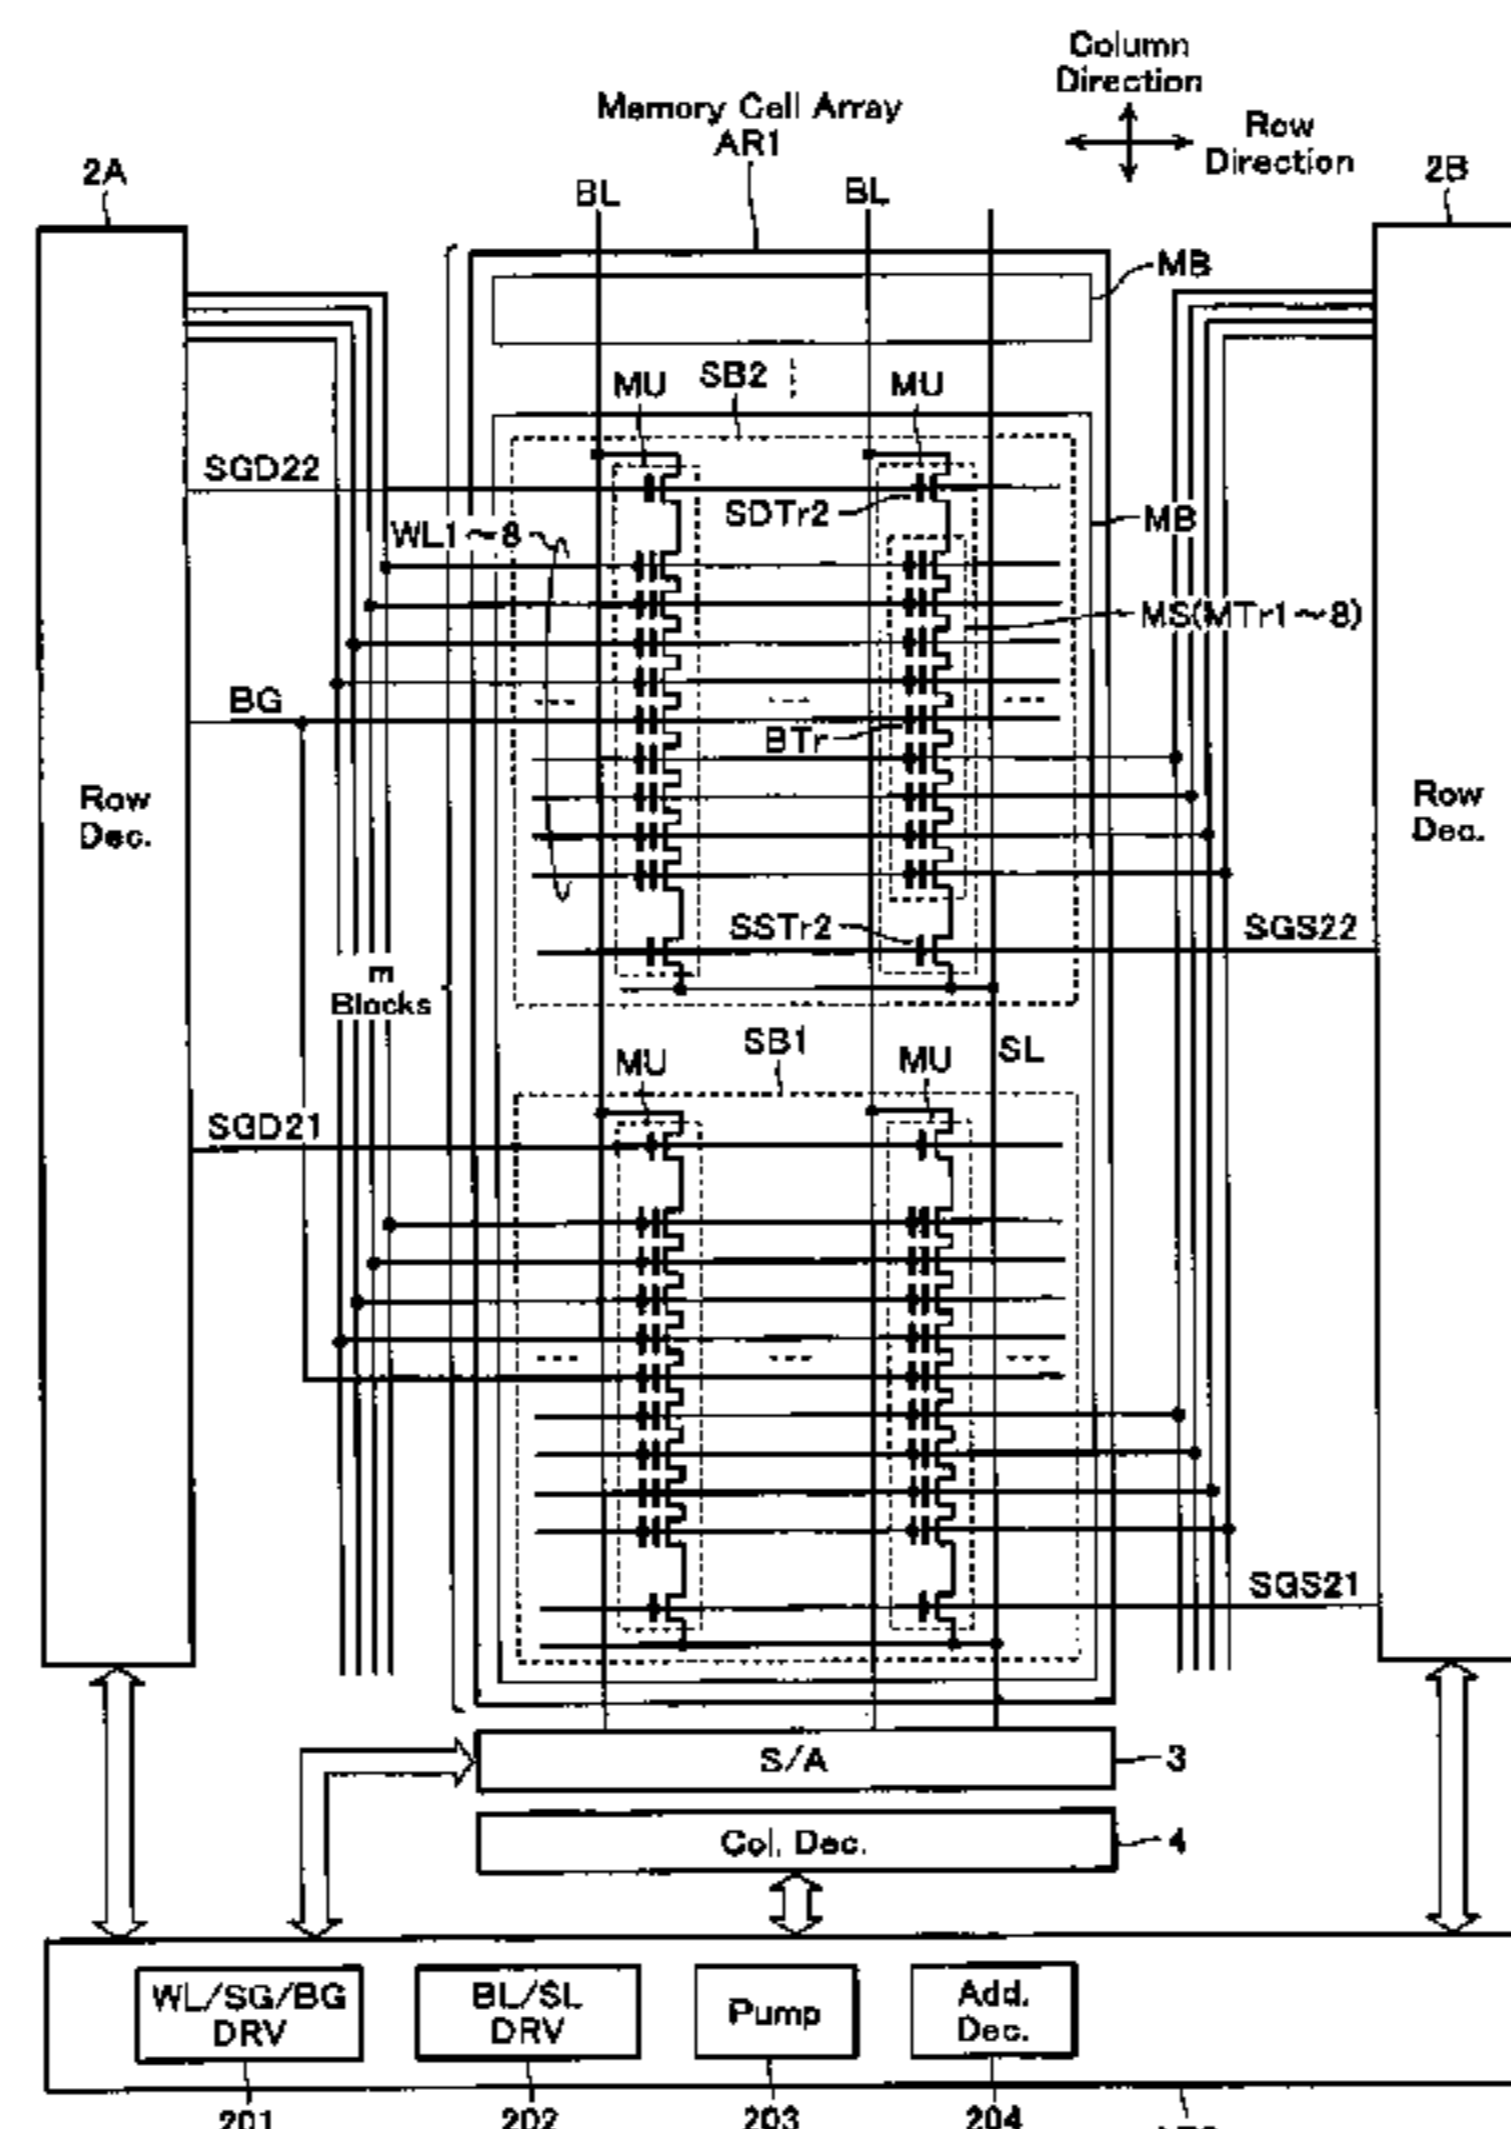 Column
Direction
Row
Direction
Memory Cell Array
AR1
2A
2B
BL
BL
MB
MU
SB2
MU
SGD22
SDTr2
WL1~8
MB
MS(MTr1~8)
BG
BTr
Row
Dec.
Row
Dec.
SSTr2
SGS22
m
Blocks
SB1
MU
MU
SL
SGD21
SGS21
S/A
3
Col. Dec.
4
WL/SG/BG
DRV
BL/SL
DRV
Pump
Add.
Dec.
201
202
203
204